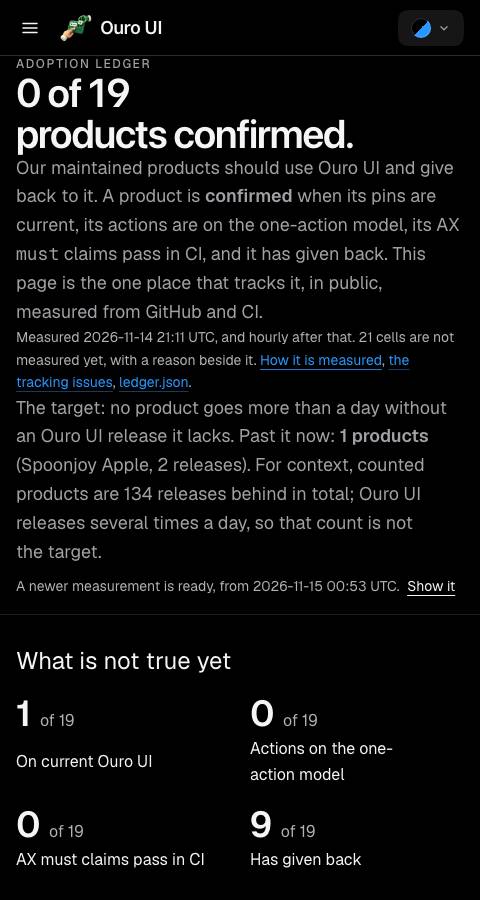 Ouro UI
ADOPTION LEDGER
0 of 19
products confirmed.
Our maintained products should use Ouro UI and give
back to it. A product is confirmed when its pins are
current, its actions are on the one-action model, its AX
must claims pass in CI, and it has given back. This
page is the one place that tracks it, in public,
measured from GitHub and CI.
Measured 2026-11-14 21:11 UTC, and hourly after that. 21 cells are not
measured yet, with a reason beside it. How it is measured, the
tracking issues, ledger.json.
The target: no product goes more than a day without
an Ouro UI release it lacks. Past it now: 1 products
(Spoonjoy Apple, 2 releases). For context, counted
products are 134 releases behind in total; Ouro UI
releases several times a day, so that count is not
the target.
A newer measurement is ready, from 2026-11-15 00:53 UTC. Show it
What is not true yet
1 of 19
On current Ouro UI
0 of 19
Actions on the one-
action model
0 of 19
AX must claims pass in CI
9 of 19
Has given back